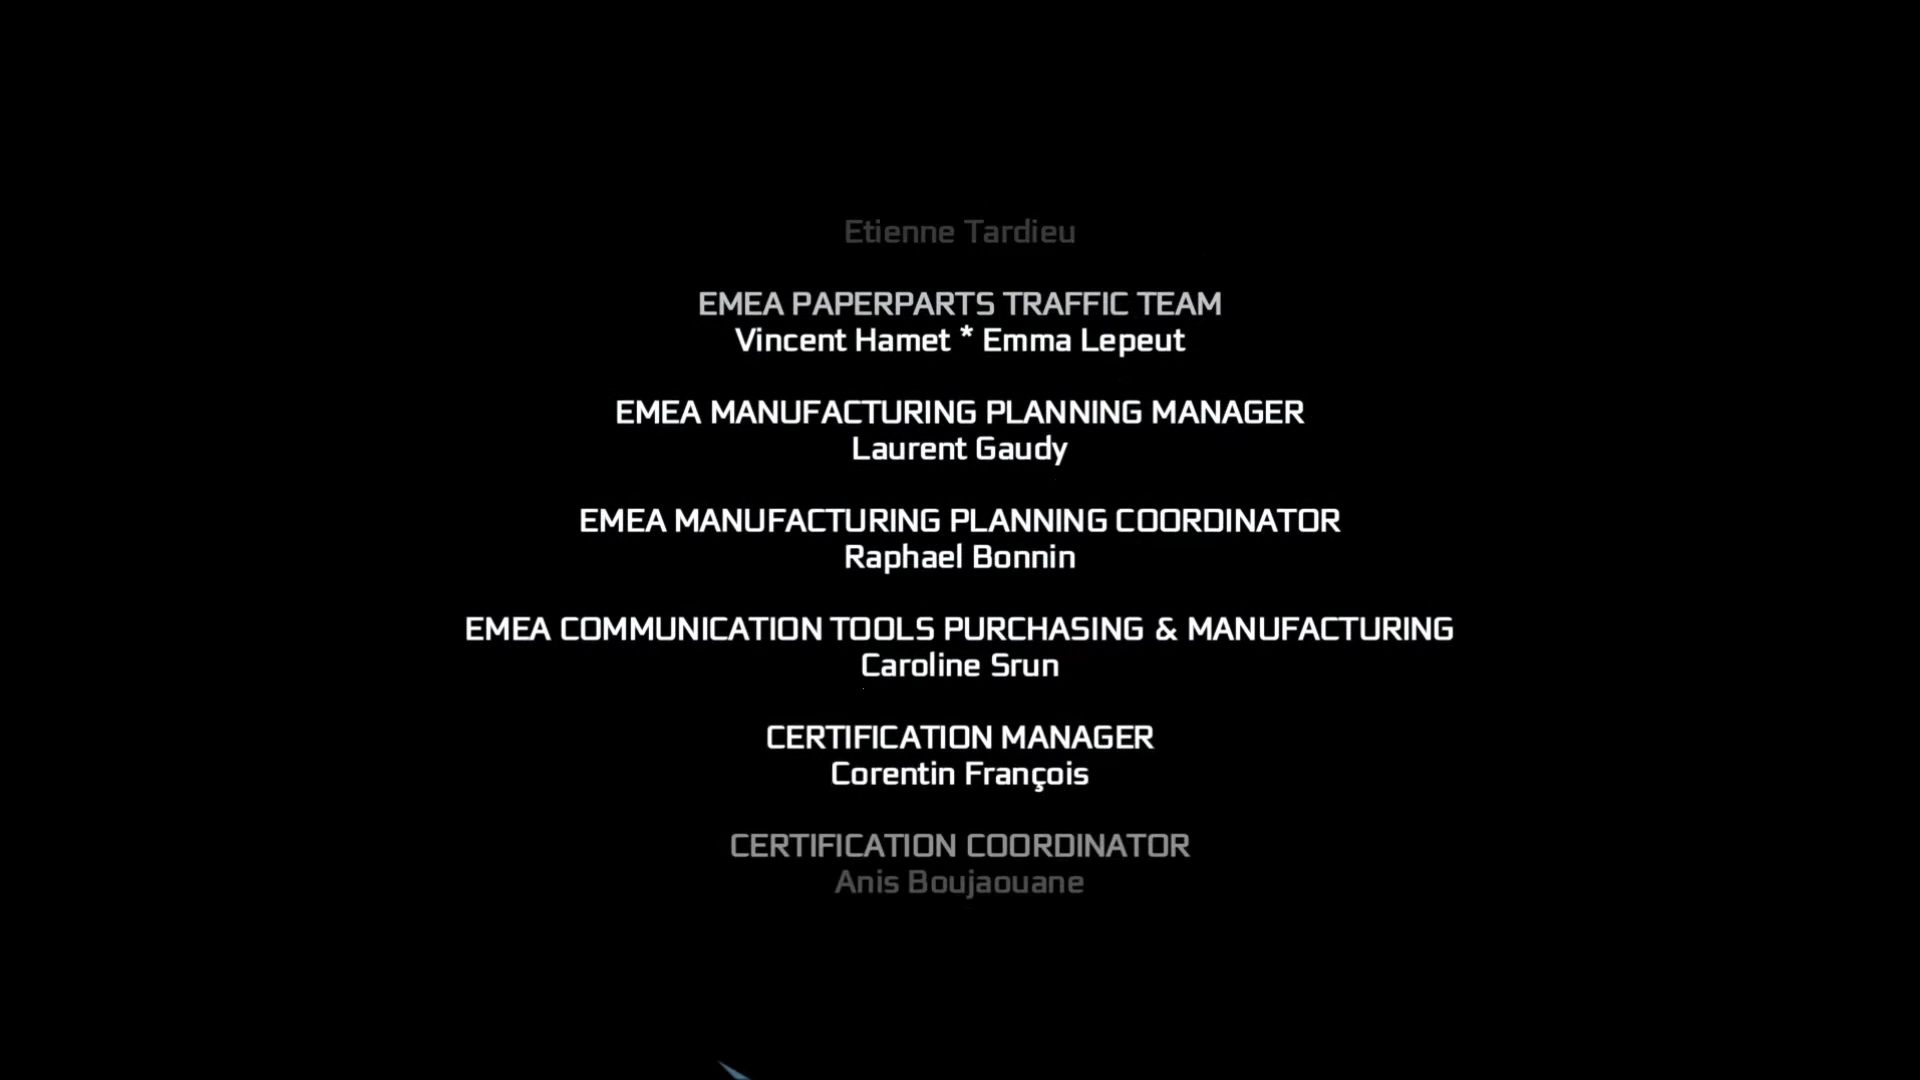 Etienne Tardieu
EMEA PAPERPARTS TRAFFIC TEAM
Vincent Hamet * Emma Lepeut
EMEA MANUFACTURING PLANNING MANAGER
Laurent Gaudy
EMEA MANUFACTURING PLANNING COORDINATOR
Raphael Bonnin
EMEA COMMUNICATION TOOLS PURCHASING & MANUFACTURING
Caroline Srun
CERTIFICATION MANAGER
Corentin François
CERTIFICATION COORDINATOR
Anis Boujaouane